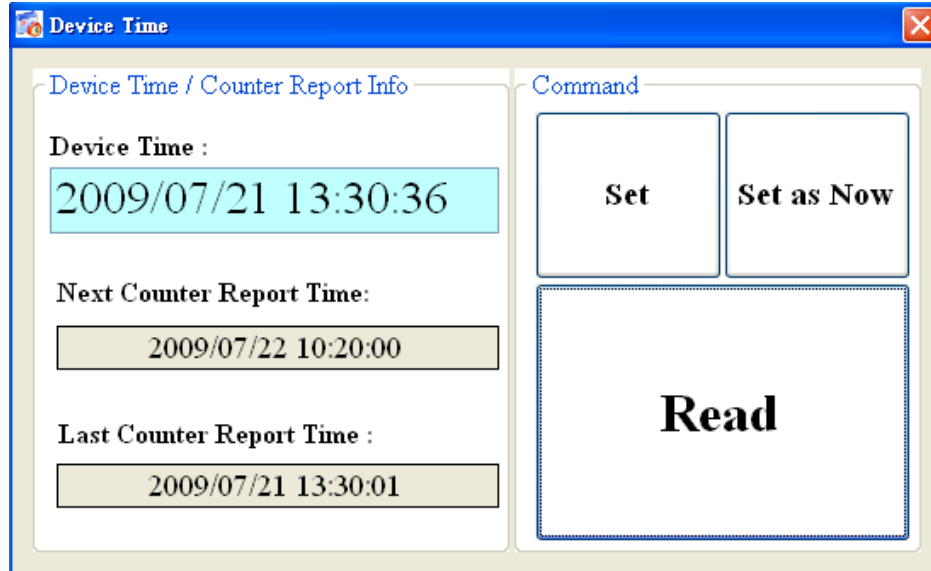 Device Time
Device Time / Counter Report Info
Device Time :
2009/07/21 13:30:36
Next Counter Report Time:
2009/07/22 10:20:00
Last Counter Report Time :
2009/07/21 13:30:01
Command
Set
Set as Now
Read